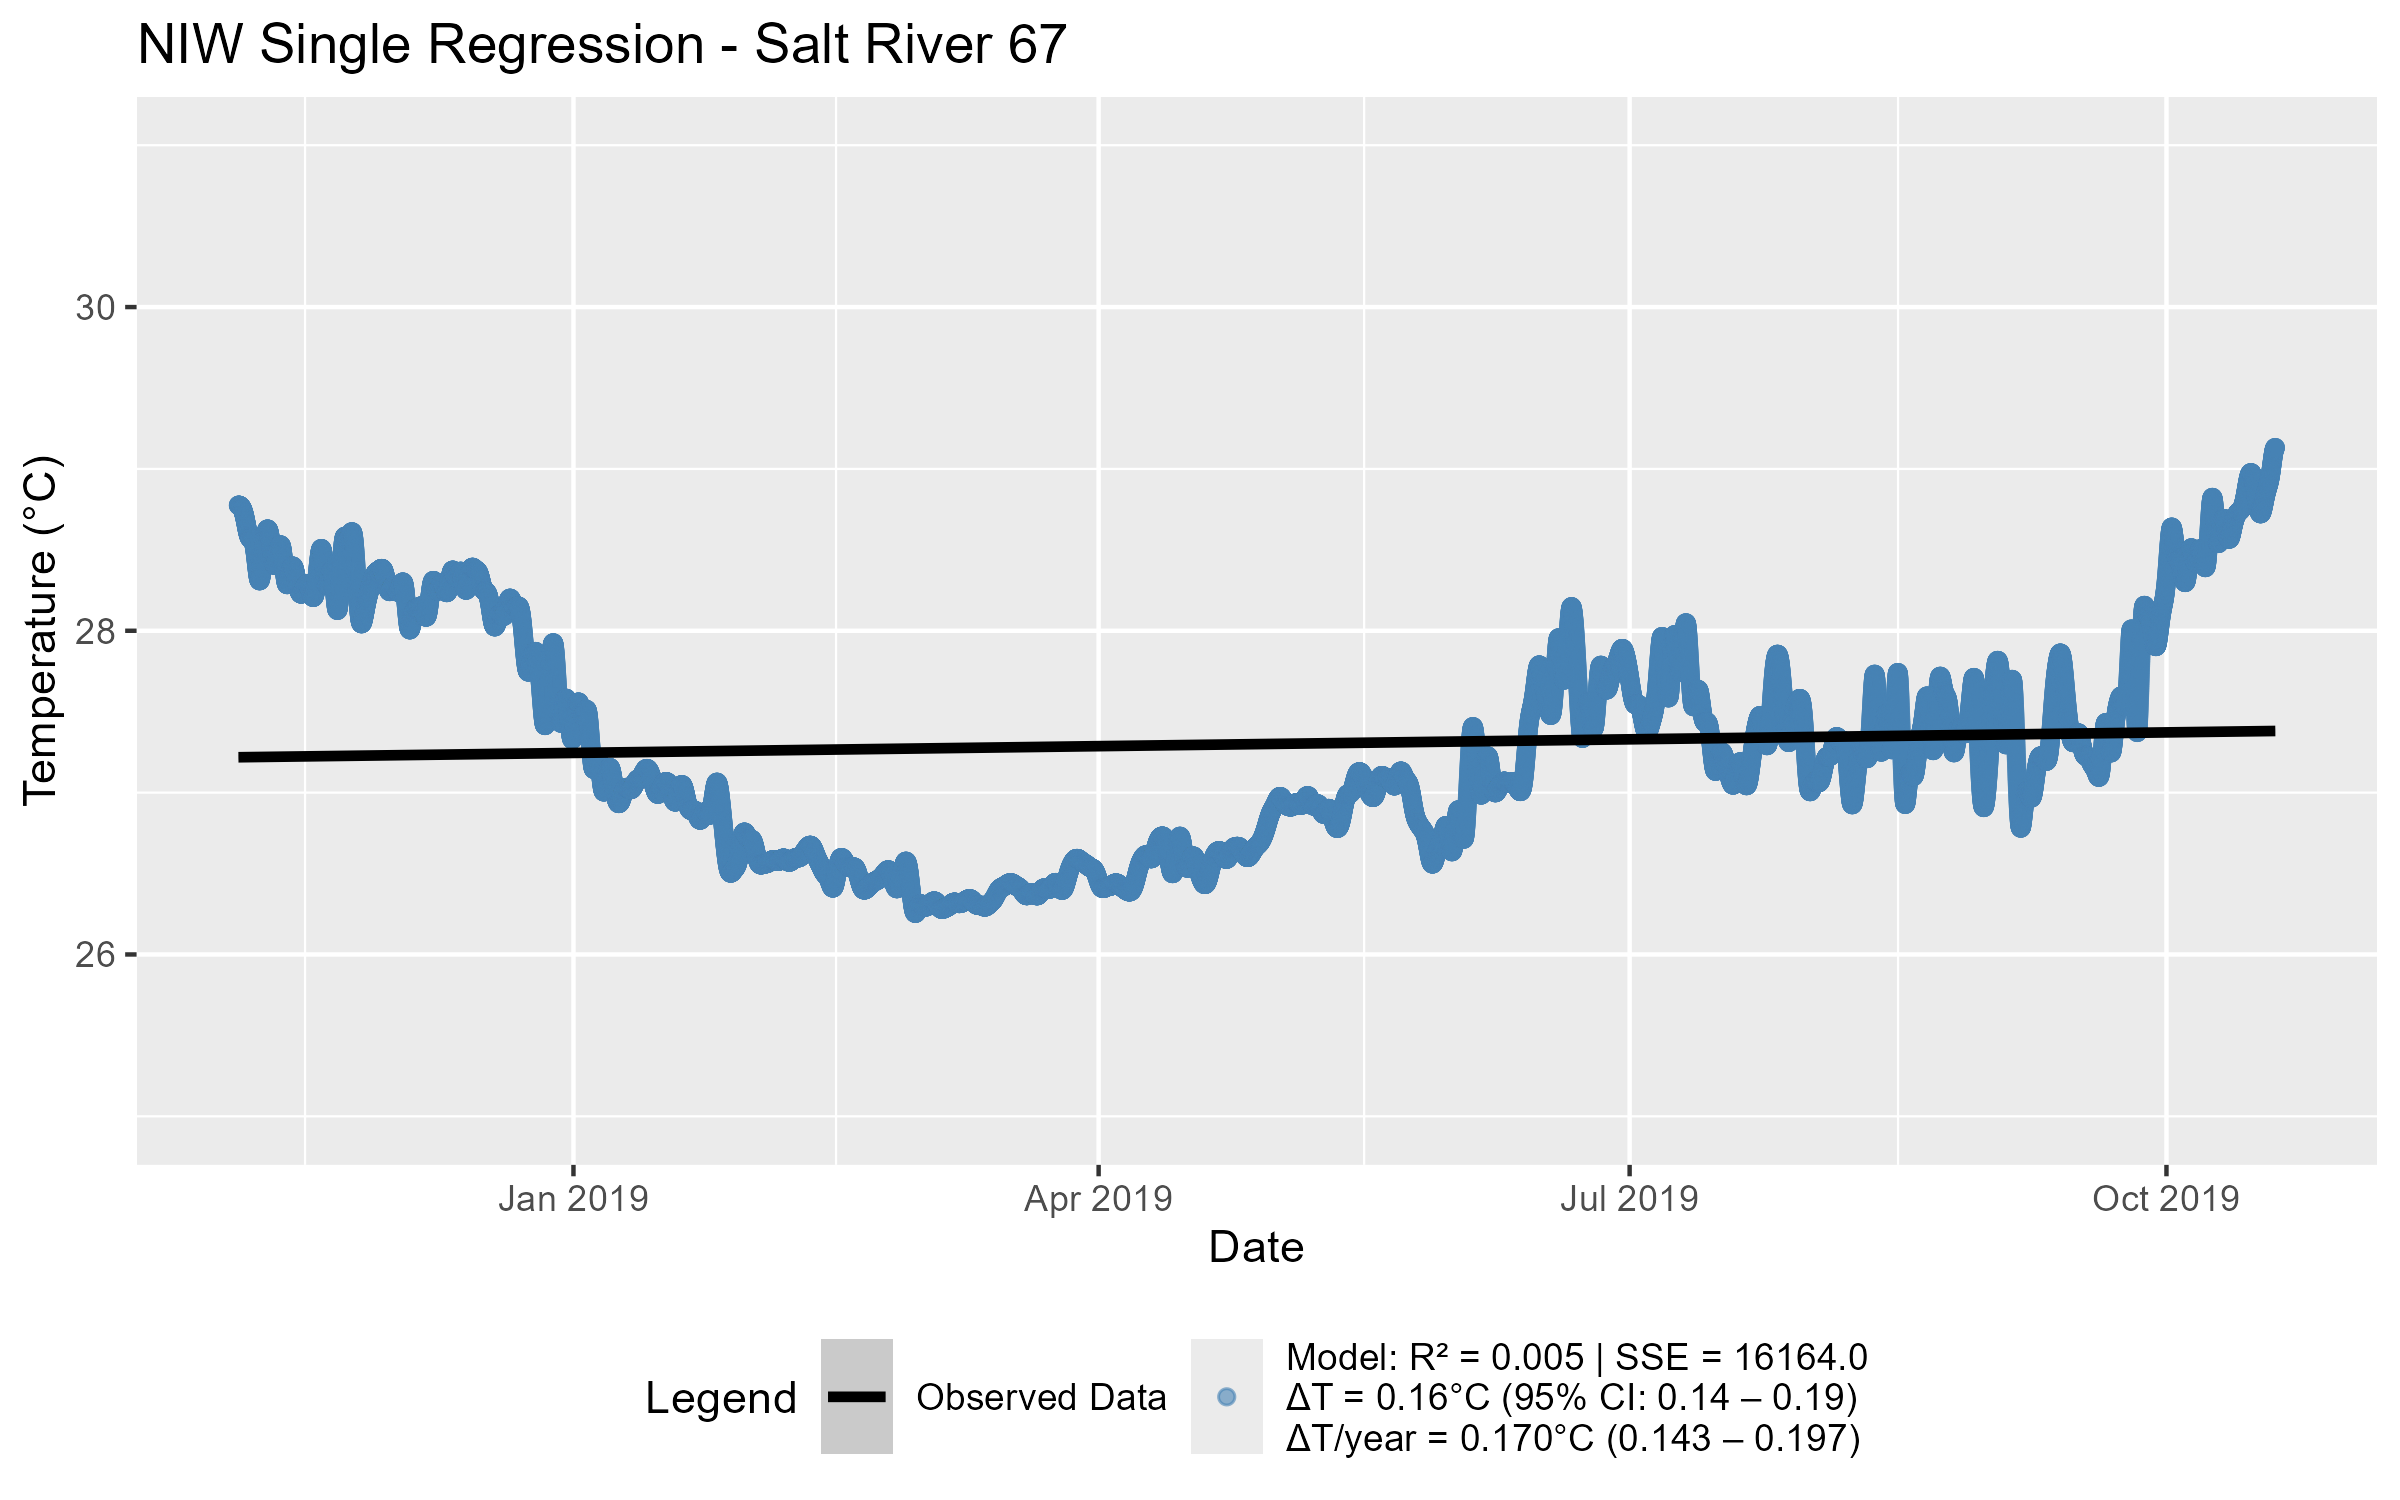 NIW Single Regression - Salt River 67
Temperature (°C)
30
28
26
Jan 2019
Apr 2019
Jul 2019
Oct 2019
Date
Legend
Observed Data
Model: R² = 0.005 | SSE = 16164.0
ΔT = 0.16°C (95% CI: 0.14 – 0.19)
ΔT/year = 0.170°C (0.143 – 0.197)